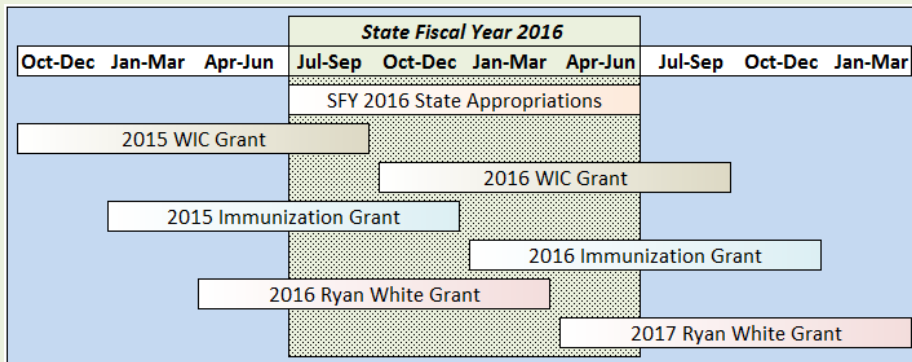 State Fiscal Year 2016
Oct-Dec Jan-Mar Apr-Jun Jul-Sep Oct-Dec Jan-Mar Apr-Jun Jul-Sep Oct-Dec Jan-Mar
SFY 2016 State Appropriations
2015 WIC Grant
2016 WIC Grant
2015 Immunization Grant
2016 Immunization Grant
2016 Ryan White Grant
2017 Ryan White Grant